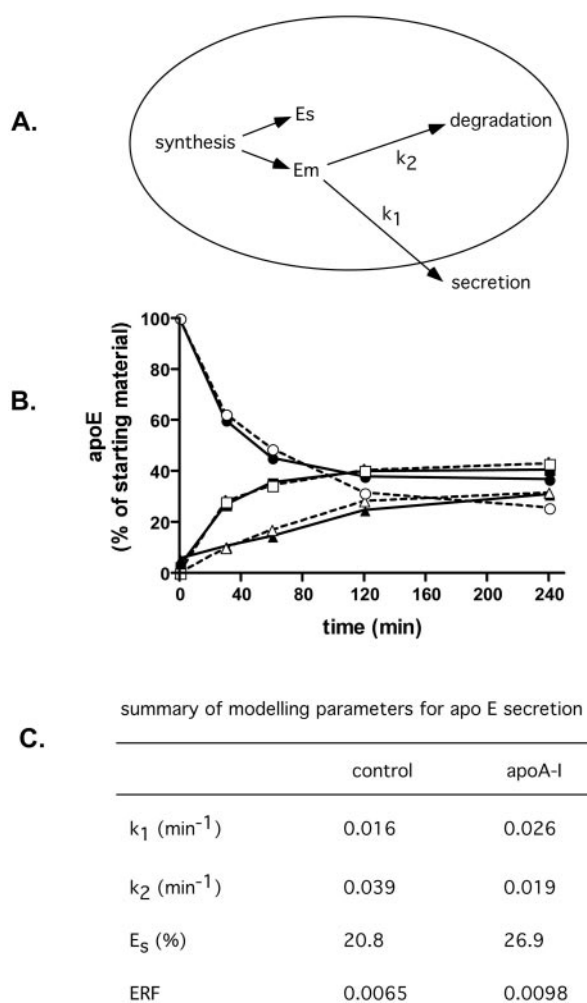 A.
Es
degradation
synthesis
Em
k2
k1
secretion
B.
apoE
(% of starting material)
100
80
60
40
20
0
0 40 80 120 160 200 240
time (min)
summary of modelling parameters for apo E secretion
C.
control apoA-I
k1 (min-1) 0.016 0.026
k2 (min-1) 0.039 0.019
Es (%) 20.8 26.9
ERF 0.0065 0.0098